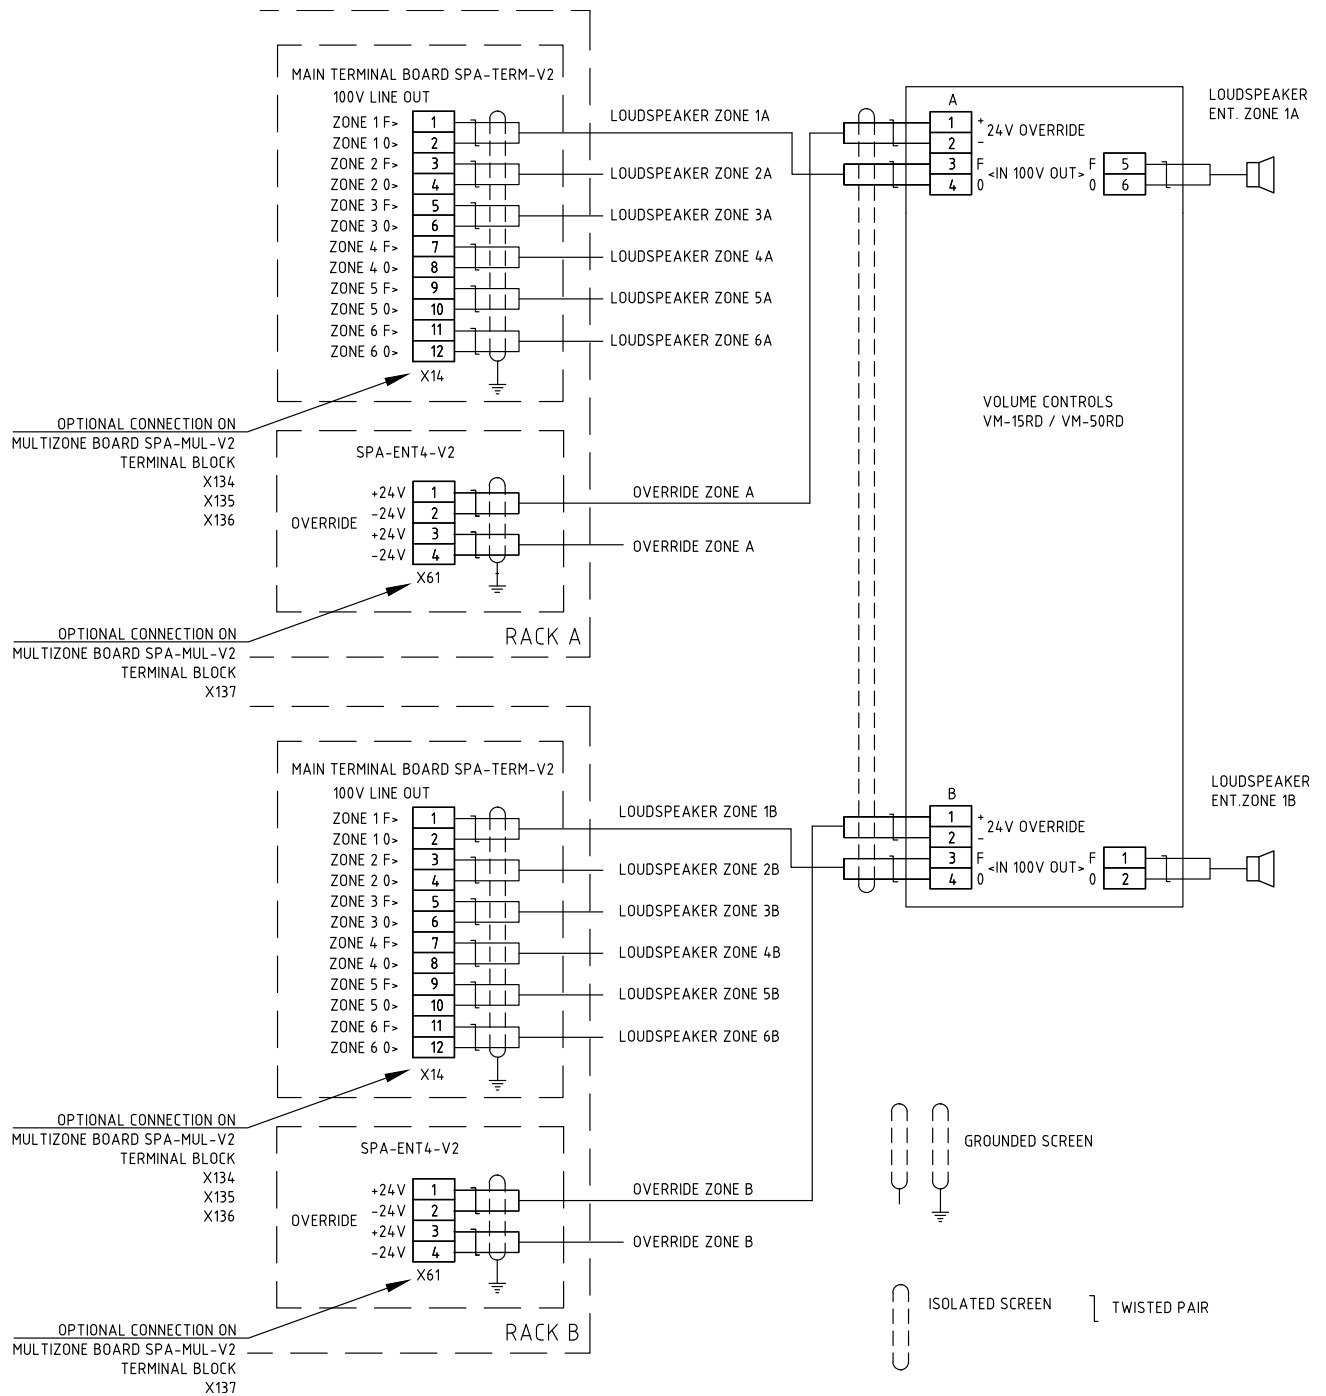 MAIN TERMINAL BOARD SPA-TERM-V2
100V LINE OUT
ZONE 1 F> 1
ZONE 1 0> 2
ZONE 2 F> 3
ZONE 2 0> 4
ZONE 3 F> 5
ZONE 3 0> 6
ZONE 4 F> 7
ZONE 4 0> 8
ZONE 5 F> 9
ZONE 5 0> 10
ZONE 6 F> 11
ZONE 6 0> 12
X14
LOUDSPEAKER ZONE 1A
LOUDSPEAKER ZONE 2A
LOUDSPEAKER ZONE 3A
LOUDSPEAKER ZONE 4A
LOUDSPEAKER ZONE 5A
LOUDSPEAKER ZONE 6A
OPTIONAL CONNECTION ON
MULTIZONE BOARD SPA-MUL-V2
TERMINAL BLOCK
X134
X135
X136
SPA-ENT4-V2
OVERRIDE
+24V 1
-24V 2
+24V 3
-24V 4
X61
OVERRIDE ZONE A
OVERRIDE ZONE A
RACK A
OPTIONAL CONNECTION ON
MULTIZONE BOARD SPA-MUL-V2
TERMINAL BLOCK
X137
A
1 +
2 -
24V OVERRIDE
3 F
4 0
<IN 100V OUT>
F 5
0 6
LOUDSPEAKER
ENT. ZONE 1A
VOLUME CONTROLS
VM-15RD / VM-50RD
MAIN TERMINAL BOARD SPA-TERM-V2
100V LINE OUT
ZONE 1 F> 1
ZONE 1 0> 2
ZONE 2 F> 3
ZONE 2 0> 4
ZONE 3 F> 5
ZONE 3 0> 6
ZONE 4 F> 7
ZONE 4 0> 8
ZONE 5 F> 9
ZONE 5 0> 10
ZONE 6 F> 11
ZONE 6 0> 12
X14
LOUDSPEAKER ZONE 1B
LOUDSPEAKER ZONE 2B
LOUDSPEAKER ZONE 3B
LOUDSPEAKER ZONE 4B
LOUDSPEAKER ZONE 5B
LOUDSPEAKER ZONE 6B
B
1 +
2 -
24V OVERRIDE
3 F
4 0
<IN 100V OUT>
F 1
0 2
LOUDSPEAKER
ENT.ZONE 1B
OPTIONAL CONNECTION ON
MULTIZONE BOARD SPA-MUL-V2
TERMINAL BLOCK
X134
X135
X136
SPA-ENT4-V2
OVERRIDE
+24V 1
-24V 2
+24V 3
-24V 4
X61
OVERRIDE ZONE B
OVERRIDE ZONE B
RACK B
OPTIONAL CONNECTION ON
MULTIZONE BOARD SPA-MUL-V2
TERMINAL BLOCK
X137
GROUNDED SCREEN
ISOLATED SCREEN
TWISTED PAIR